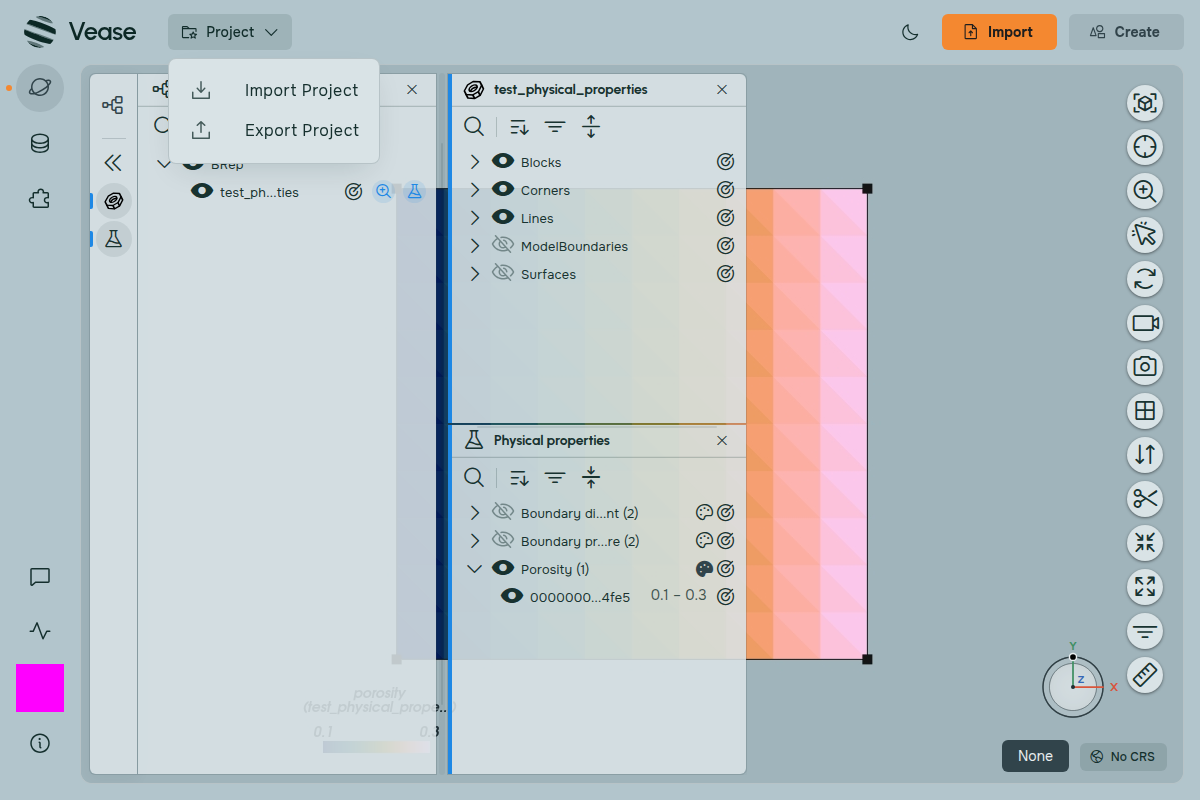 Vease
Project
Import
Create
Import Project
Export Project
BRep
test_ph...ties
test_physical_properties
Blocks
Corners
Lines
ModelBoundaries
Surfaces
Physical properties
Boundary di...nt (2)
Boundary pr...re (2)
Porosity (1)
0000000...4fe5
0.1 – 0.3
porosity
(test_physical_prope...)
0.1
0.3
Y
Z
X
None
No CRS